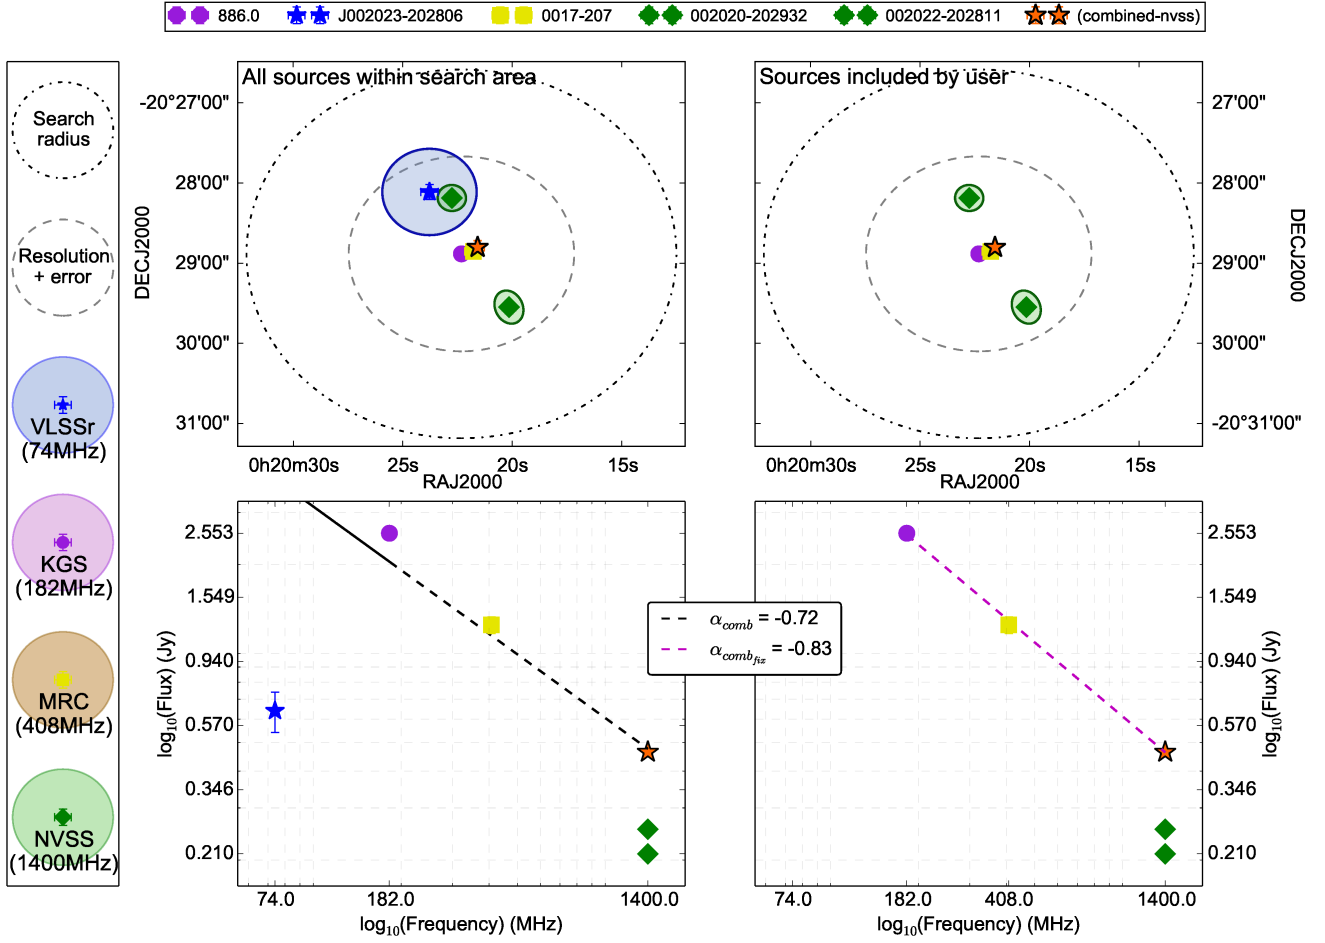 886.0 J002023-202806 0017-207 002020-202932 002022-202811 (combined-nvss)
Search
radius
Resolution
+ error
VLSSr
(74MHz)
KGS
(182MHz)
MRC
(408MHz)
NVSS
(1400MHz)
All sources within search area
-20°27'00"
28'00"
29'00"
30'00"
31'00"
DECJ2000
0h20m30s 25s 20s 15s
RAJ2000
Sources included by user
27'00"
28'00"
29'00"
30'00"
-20°31'00"
DECJ2000
0h20m30s 25s 20s 15s
RAJ2000
2.553
1.549
0.940
0.570
0.346
0.210
log₁₀(Flux) (Jy)
74.0 182.0 1400.0
log₁₀(Frequency) (MHz)
α_comb = -0.72
α_comb_fix = -0.83
2.553
1.549
0.940
0.570
0.346
0.210
log₁₀(Flux) (Jy)
74.0 182.0 408.0 1400.0
log₁₀(Frequency) (MHz)